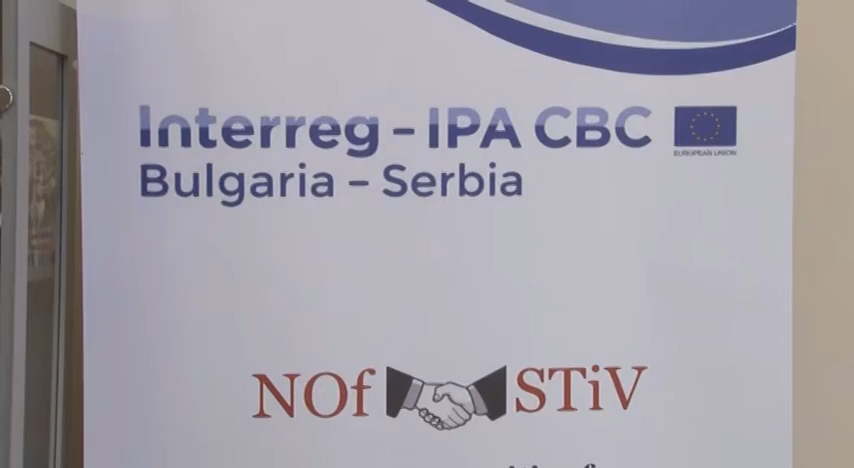 Interreg - IPA CBC
EUROPEAN UNION
Bulgaria - Serbia
NOf STiV